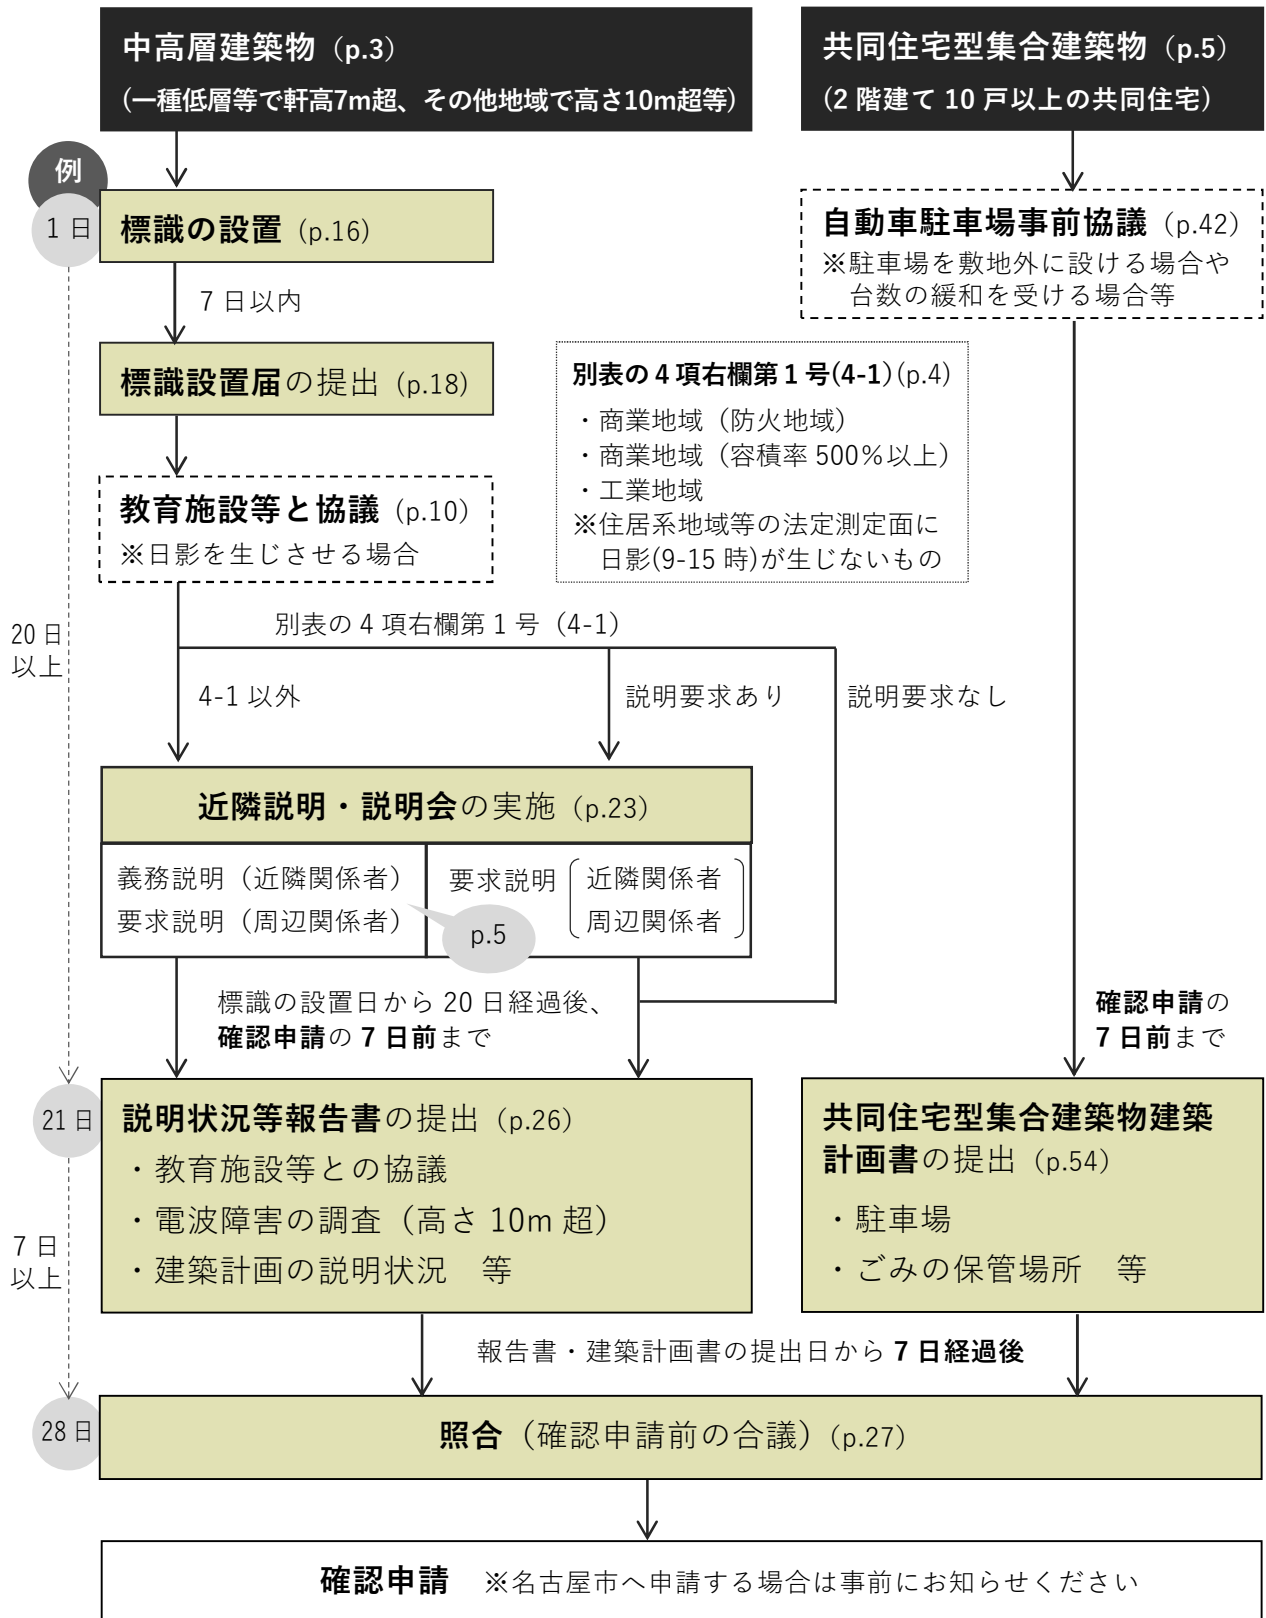 中高層建築物（p.3）
(一種低層等で軒高7m超、その他地域で高さ10m超等)
共同住宅型集合建築物（p.5）
(2 階建て 10 戸以上の共同住宅)
例
1 日
標識の設置（p.16）
7 日以内
標識設置届の提出（p.18）
教育施設等と協議（p.10）
※日影を生じさせる場合
自動車駐車場事前協議（p.42）
※駐車場を敷地外に設ける場合や
台数の緩和を受ける場合等
別表の 4 項右欄第 1 号(4-1)(p.4)
・商業地域（防火地域）
・商業地域（容積率 500％以上）
・工業地域
※住居系地域等の法定測定面に
日影(9-15 時)が生じないもの
20 日
以上
別表の 4 項右欄第 1 号（4-1）
4-1 以外
説明要求あり
説明要求なし
近隣説明・説明会の実施（p.23）
義務説明（近隣関係者）
要求説明（周辺関係者）
p.5
要求説明
近隣関係者
周辺関係者
標識の設置日から 20 日経過後、
確認申請の 7 日前まで
確認申請の
7 日前まで
21 日
説明状況等報告書の提出（p.26）
・教育施設等との協議
・電波障害の調査（高さ 10m 超）
・建築計画の説明状況　等
共同住宅型集合建築物建築
計画書の提出（p.54）
・駐車場
・ごみの保管場所　等
7 日
以上
報告書・建築計画書の提出日から 7 日経過後
28 日
照合（確認申請前の合議）（p.27）
確認申請　※名古屋市へ申請する場合は事前にお知らせください